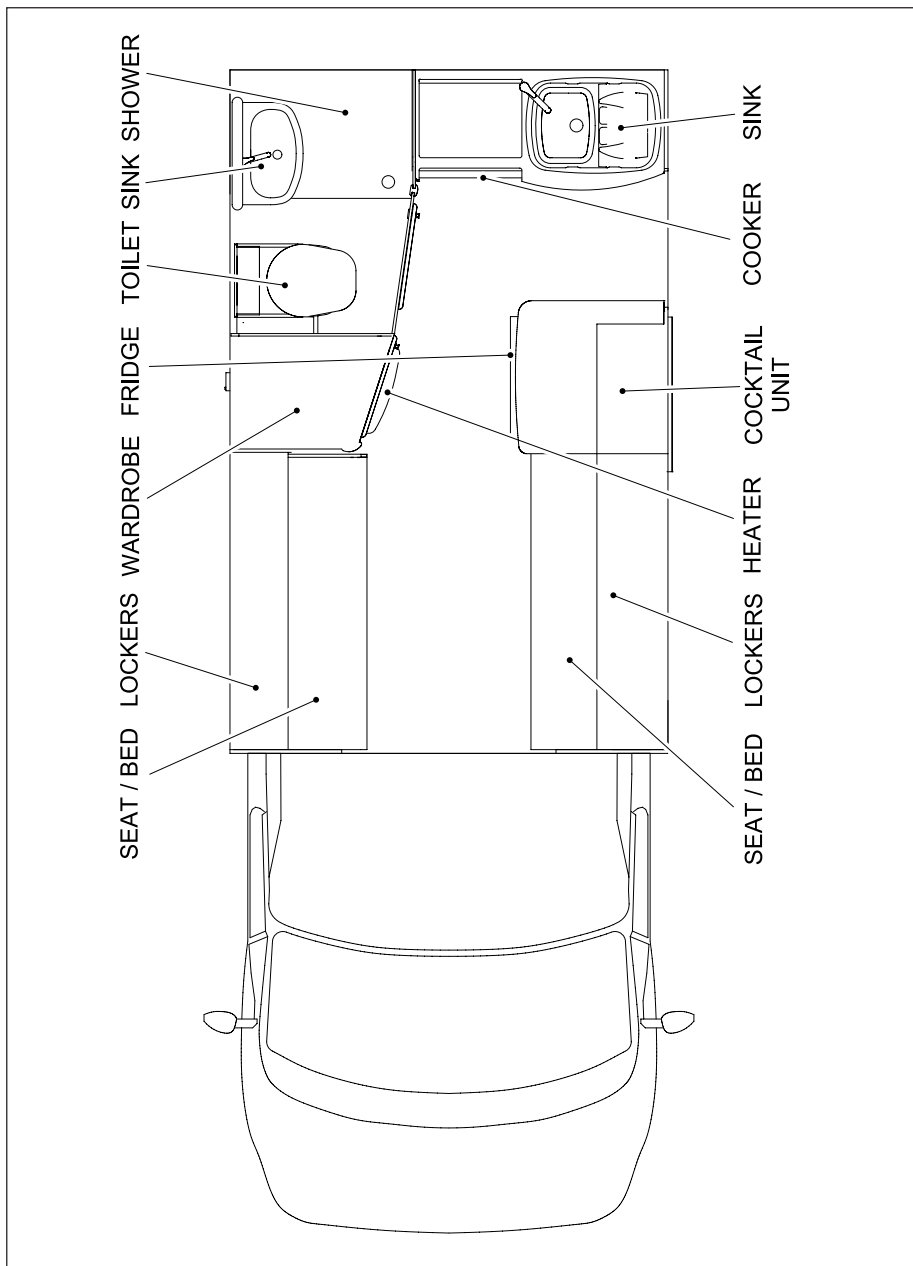 SEAT / BED LOCKERS WARDROBE FRIDGE TOILET SINK SHOWER
SEAT / BED LOCKERS HEATER COCKTAIL UNIT COOKER SINK